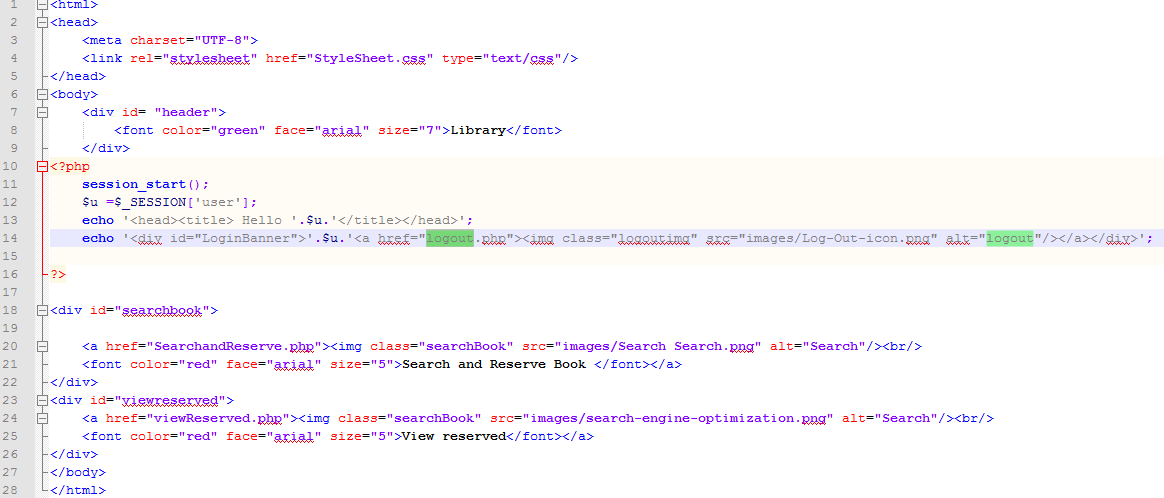 1 <html>
2 <head>
3 <meta charset="UTF-8">
4 <link rel="stylesheet" href="StyleSheet.css" type="text/css"/>
5 </head>
6 <body>
7 <div id= "header">
8 <font color="green" face="arial" size="7">Library</font>
9 </div>
10 <?php
11 session_start();
12 $u =$_SESSION['user'];
13 echo '<head><title> Hello '.$u.'</title></head>';
14 echo '<div id="LoginBanner">'.$u.'<a href="logout.php"><img class="logoutimg" src="images/Log-Out-icon.png" alt="logout"/></a></div>';
15
16 ?>
17
18 <div id="searchbook">
19
20 <a href="SearchandReserve.php"><img class="searchBook" src="images/Search Search.png" alt="Search"/><br/>
21 <font color="red" face="arial" size="5">Search and Reserve Book </font></a>
22 </div>
23 <div id="viewreserved">
24 <a href="viewReserved.php"><img class="searchBook" src="images/search-engine-optimization.png" alt="Search"/><br/>
25 <font color="red" face="arial" size="5">View reserved</font></a>
26 </div>
27 </body>
28 </html>